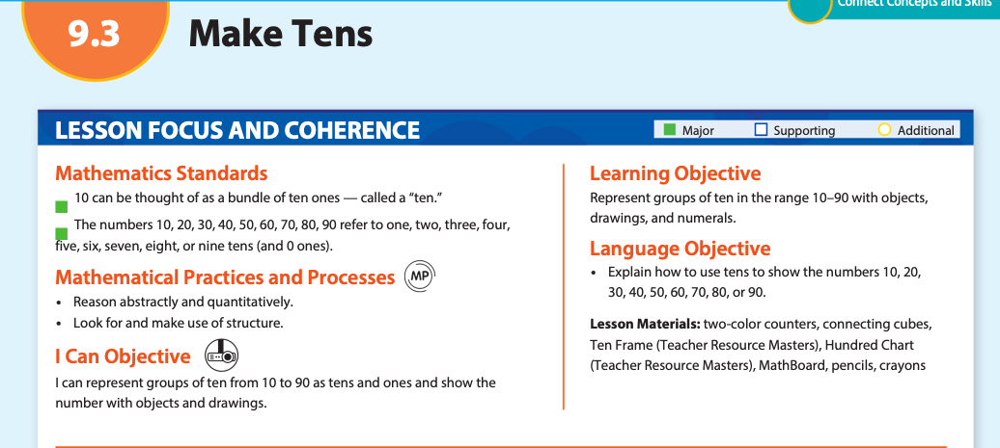 Connect Concepts and Skills
9.3 Make Tens
LESSON FOCUS AND COHERENCE
Major Supporting Additional
Mathematics Standards
10 can be thought of as a bundle of ten ones — called a “ten.”
The numbers 10, 20, 30, 40, 50, 60, 70, 80, 90 refer to one, two, three, four,
five, six, seven, eight, or nine tens (and 0 ones).
Mathematical Practices and Processes MP
• Reason abstractly and quantitatively.
• Look for and make use of structure.
I Can Objective
I can represent groups of ten from 10 to 90 as tens and ones and show the
number with objects and drawings.
Learning Objective
Represent groups of ten in the range 10–90 with objects,
drawings, and numerals.
Language Objective
• Explain how to use tens to show the numbers 10, 20,
30, 40, 50, 60, 70, 80, or 90.
Lesson Materials: two-color counters, connecting cubes,
Ten Frame (Teacher Resource Masters), Hundred Chart
(Teacher Resource Masters), MathBoard, pencils, crayons